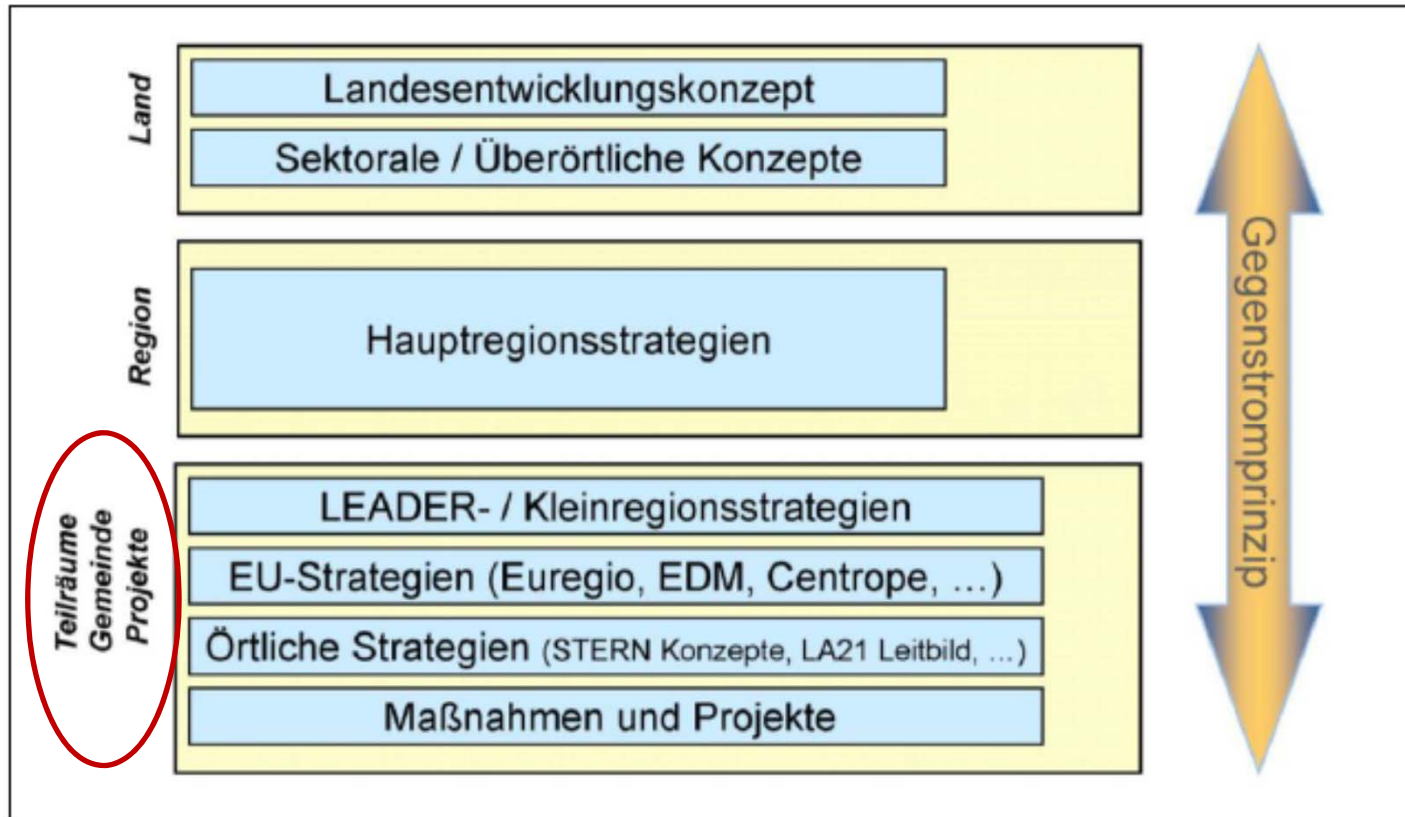 Land
Landesentwicklungskonzept
Sektorale / Überörtliche Konzepte
Region
Hauptregionsstrategien
Teilräume
Gemeinde
Projekte
LEADER- / Kleinregionsstrategien
EU-Strategien (Euregio, EDM, Centrope, …)
Örtliche Strategien (STERN Konzepte, LA21 Leitbild, …)
Maßnahmen und Projekte
Gegenstromprinzip